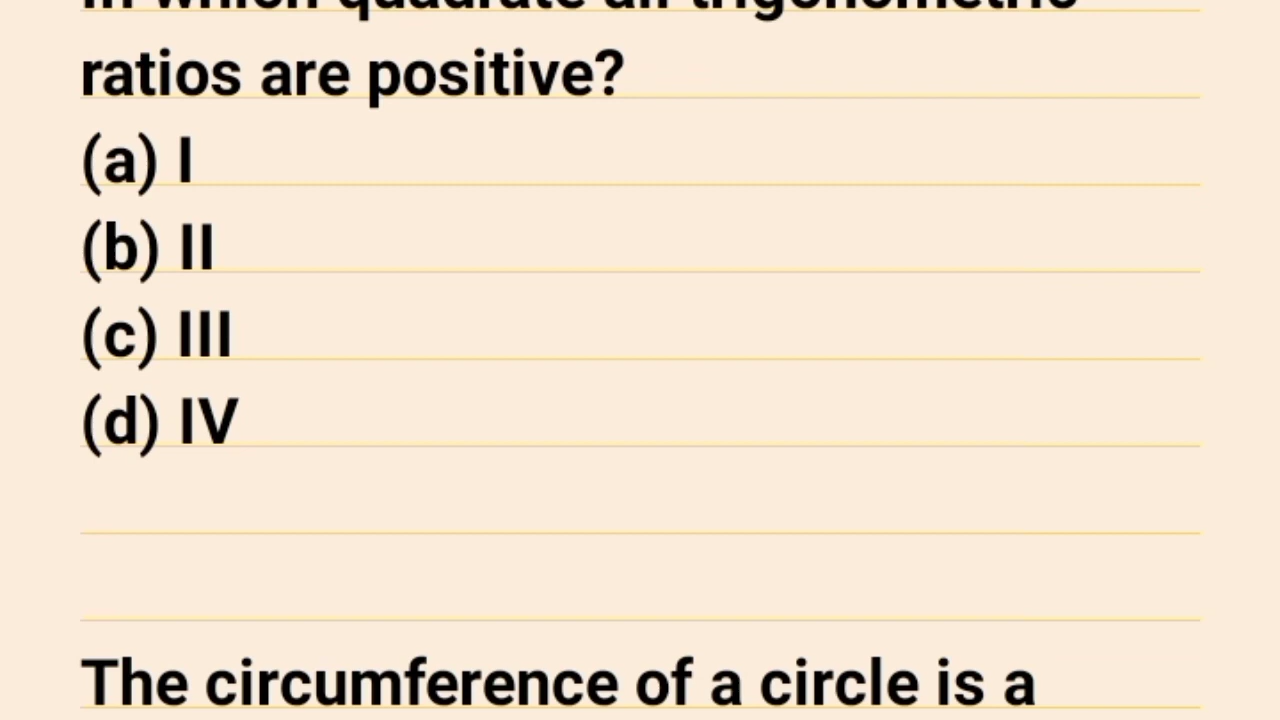 in which quadrate all trigonometric
ratios are positive?
(a) I
(b) II
(c) III
(d) IV
The circumference of a circle is a